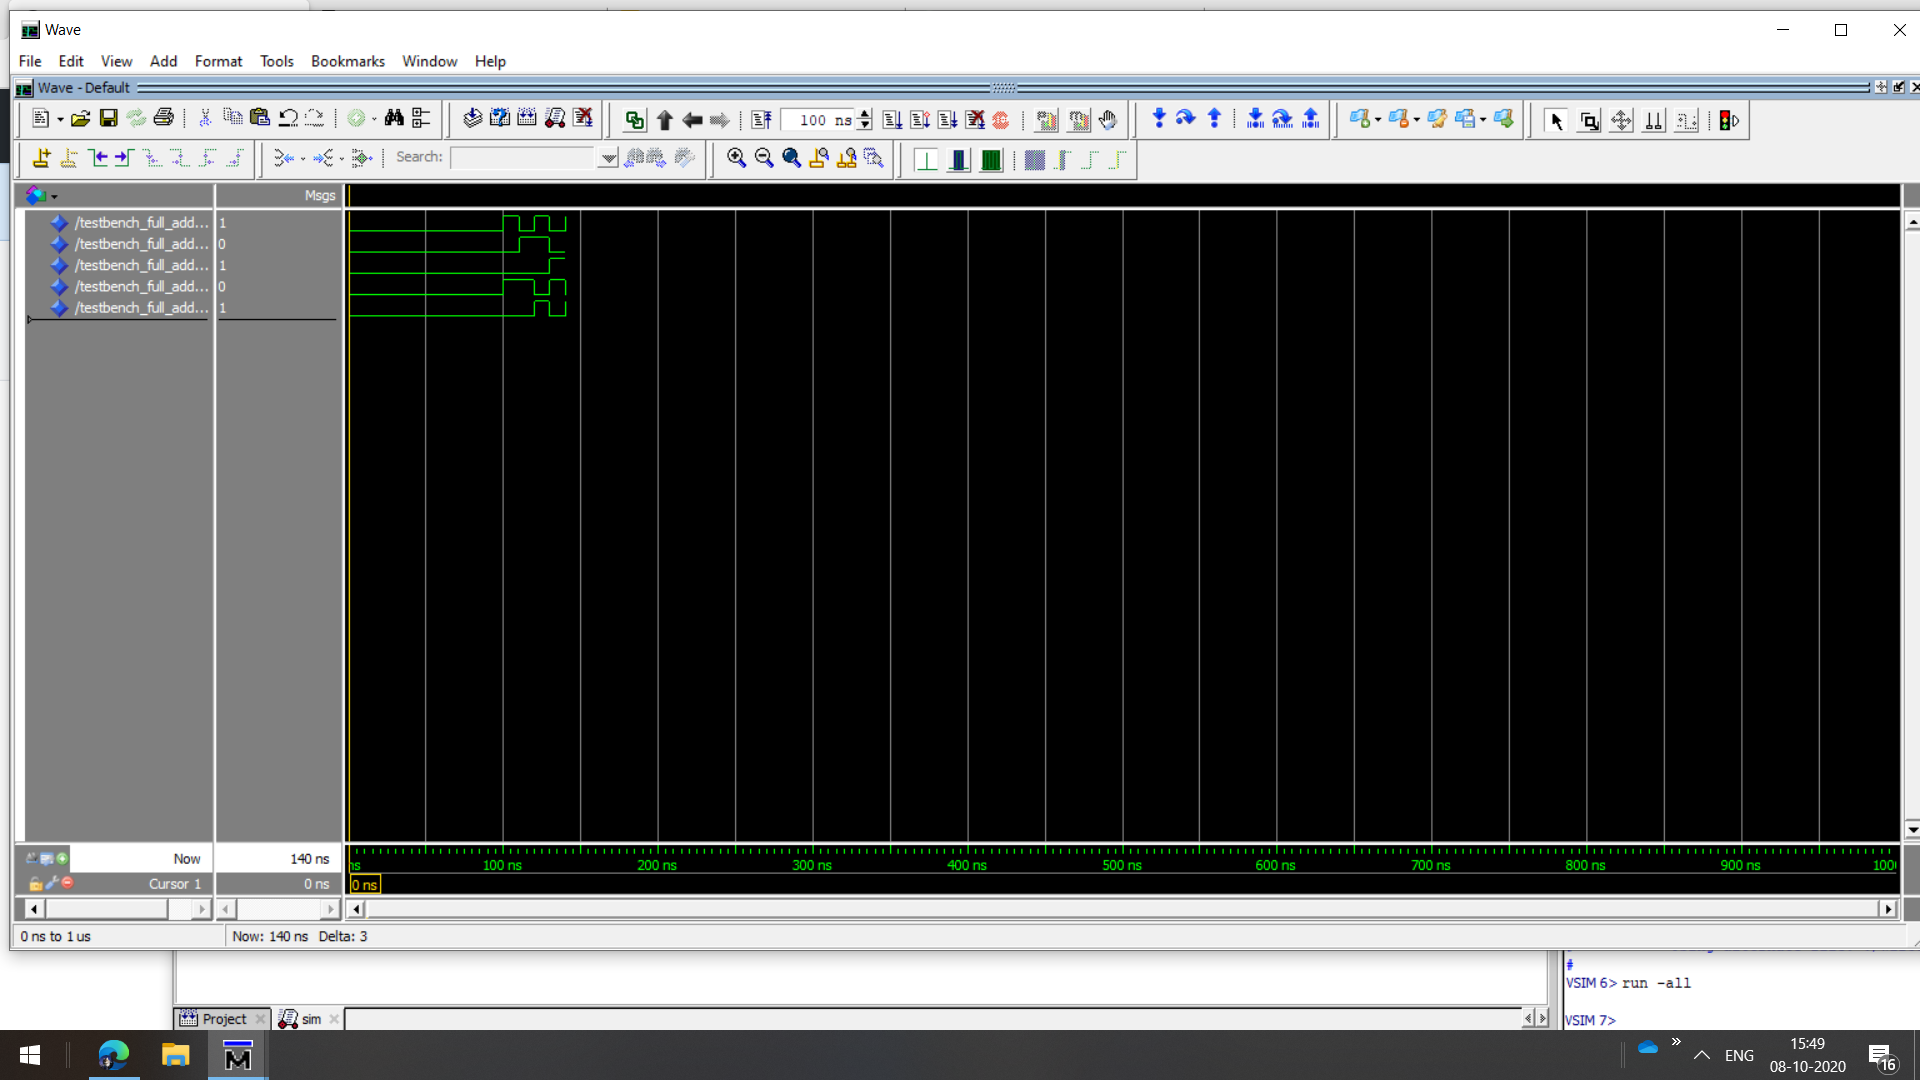 Wave
File Edit View Add Format Tools Bookmarks Window Help
Wave - Default
100 ns
Search:
Msgs
/testbench_full_add... 1
/testbench_full_add... 0
/testbench_full_add... 1
/testbench_full_add... 0
/testbench_full_add... 1
Now 140 ns
ns 100 ns 200 ns 300 ns 400 ns 500 ns 600 ns 700 ns 800 ns 900 ns 1000
Cursor 1 0 ns 0 ns
0 ns to 1 us Now: 140 ns Delta: 3
#
VSIM 6> run -all
Project sim
VSIM 7>
ENG
15:49
08-10-2020
16